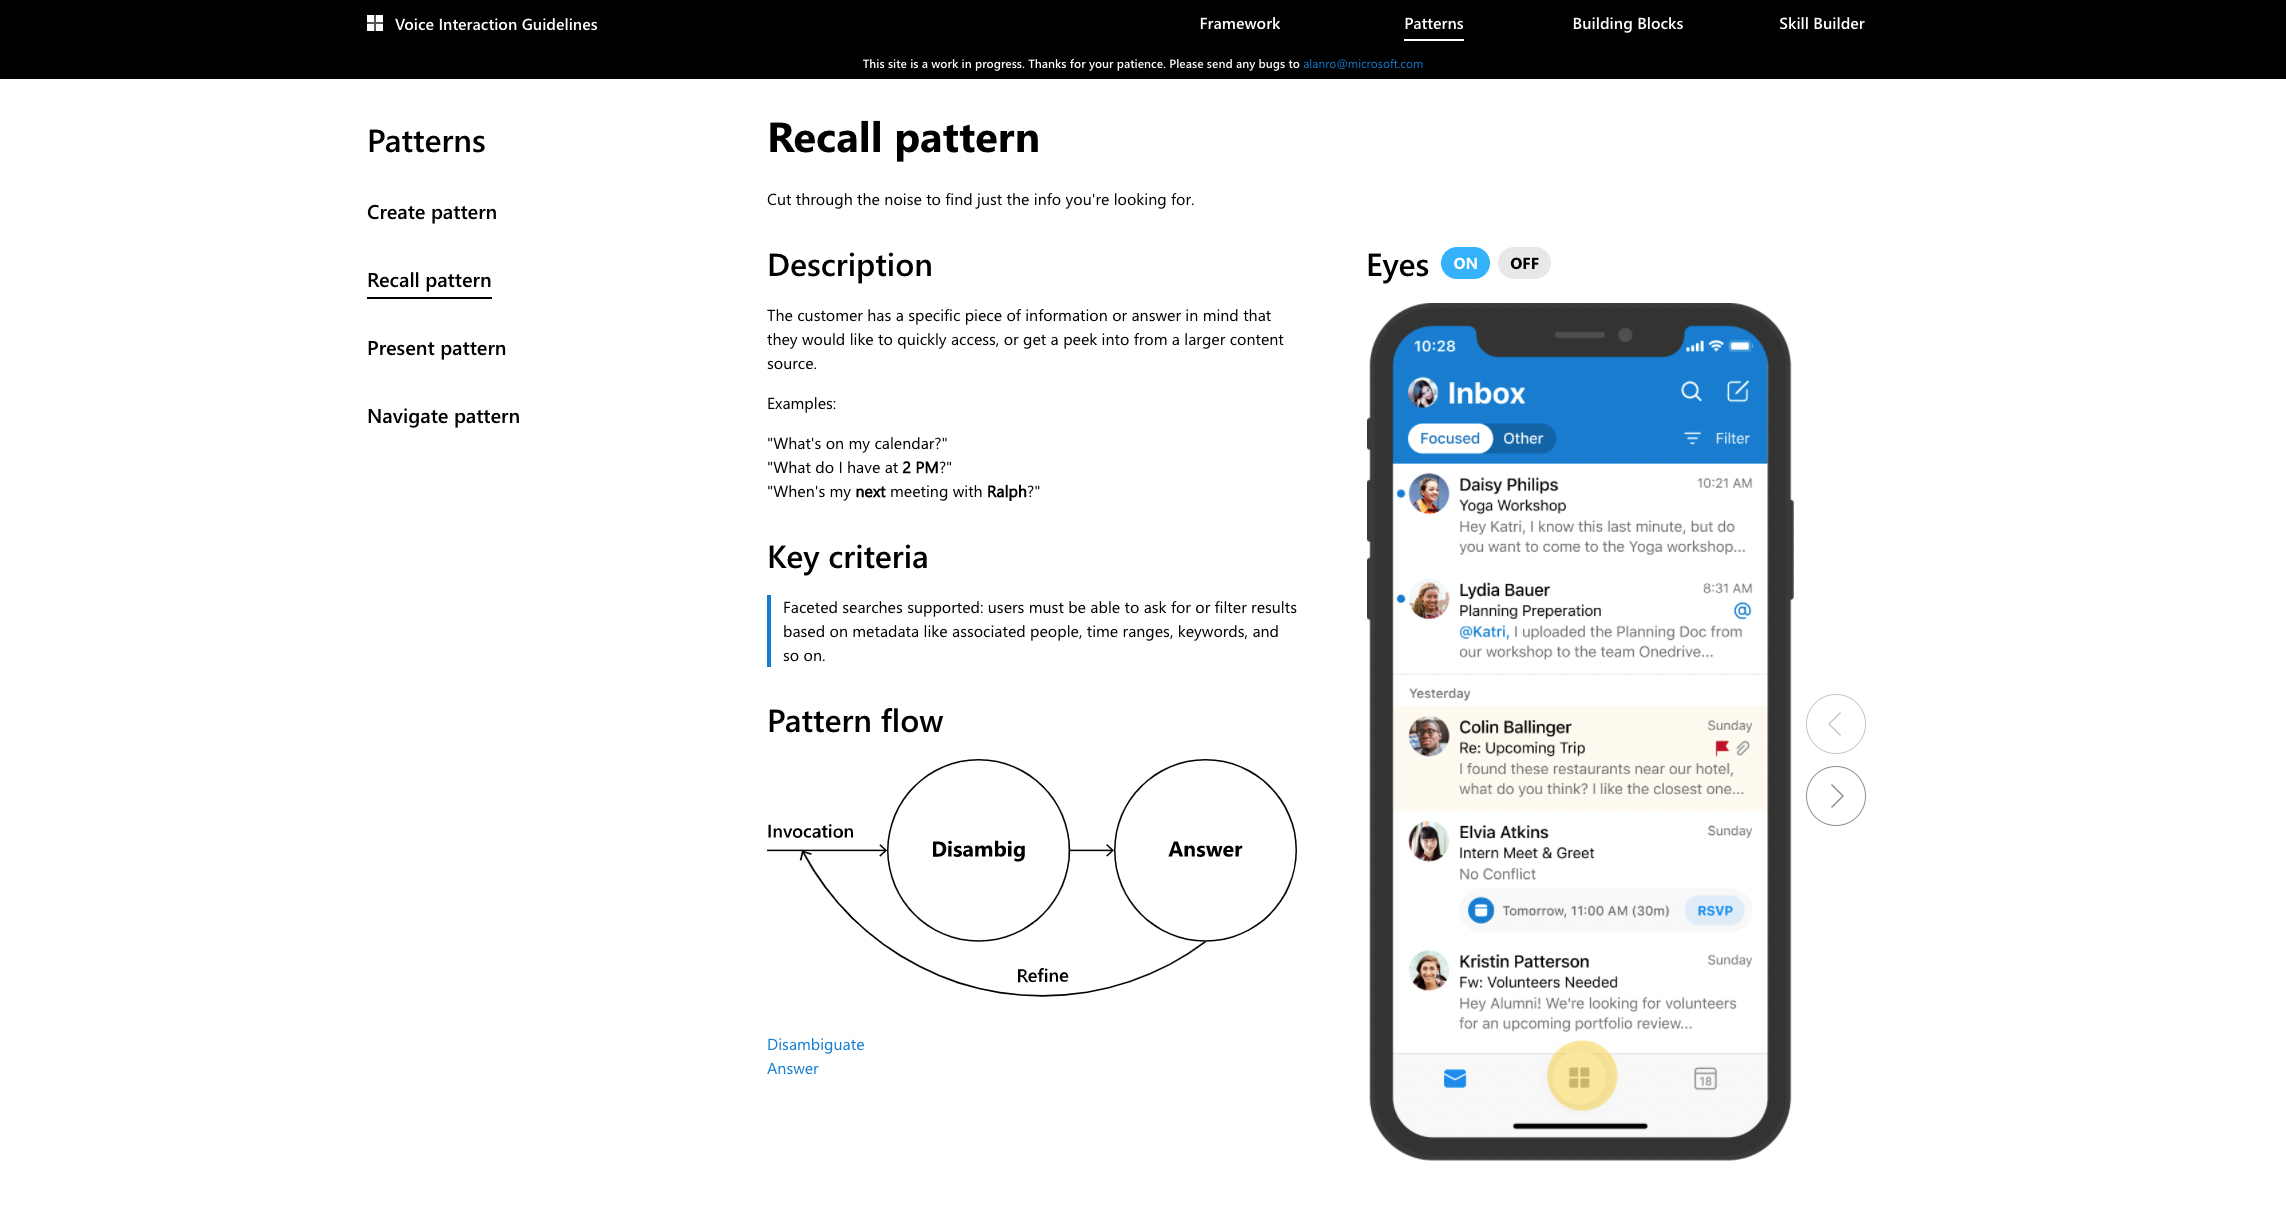 Voice Interaction Guidelines
Framework
Patterns
Building Blocks
Skill Builder
This site is a work in progress. Thanks for your patience. Please send any bugs to alanro@microsoft.com
Patterns
Create pattern
Recall pattern
Present pattern
Navigate pattern
Recall pattern
Cut through the noise to find just the info you're looking for.
Description
The customer has a specific piece of information or answer in mind that
they would like to quickly access, or get a peek into from a larger content
source.
Examples:
"What's on my calendar?"
"What do I have at 2 PM?"
"When's my next meeting with Ralph?"
Key criteria
Faceted searches supported: users must be able to ask for or filter results
based on metadata like associated people, time ranges, keywords, and
so on.
Pattern flow
Invocation
Disambig
Answer
Refine
Disambiguate
Answer
Eyes ON OFF
10:28
Inbox
Focused Other Filter
Daisy Philips 10:21 AM
Yoga Workshop
Hey Katri, I know this last minute, but do
you want to come to the Yoga workshop...
Lydia Bauer 8:31 AM
Planning Preperation @
@Katri, I uploaded the Planning Doc from
our workshop to the team Onedrive...
Yesterday
Colin Ballinger Sunday
Re: Upcoming Trip
I found these restaurants near our hotel,
what do you think? I like the closest one...
Elvia Atkins Sunday
Intern Meet & Greet
No Conflict
Tomorrow, 11:00 AM (30m) RSVP
Kristin Patterson Sunday
Fw: Volunteers Needed
Hey Alumni! We're looking for volunteers
for an upcoming portfolio review...
18